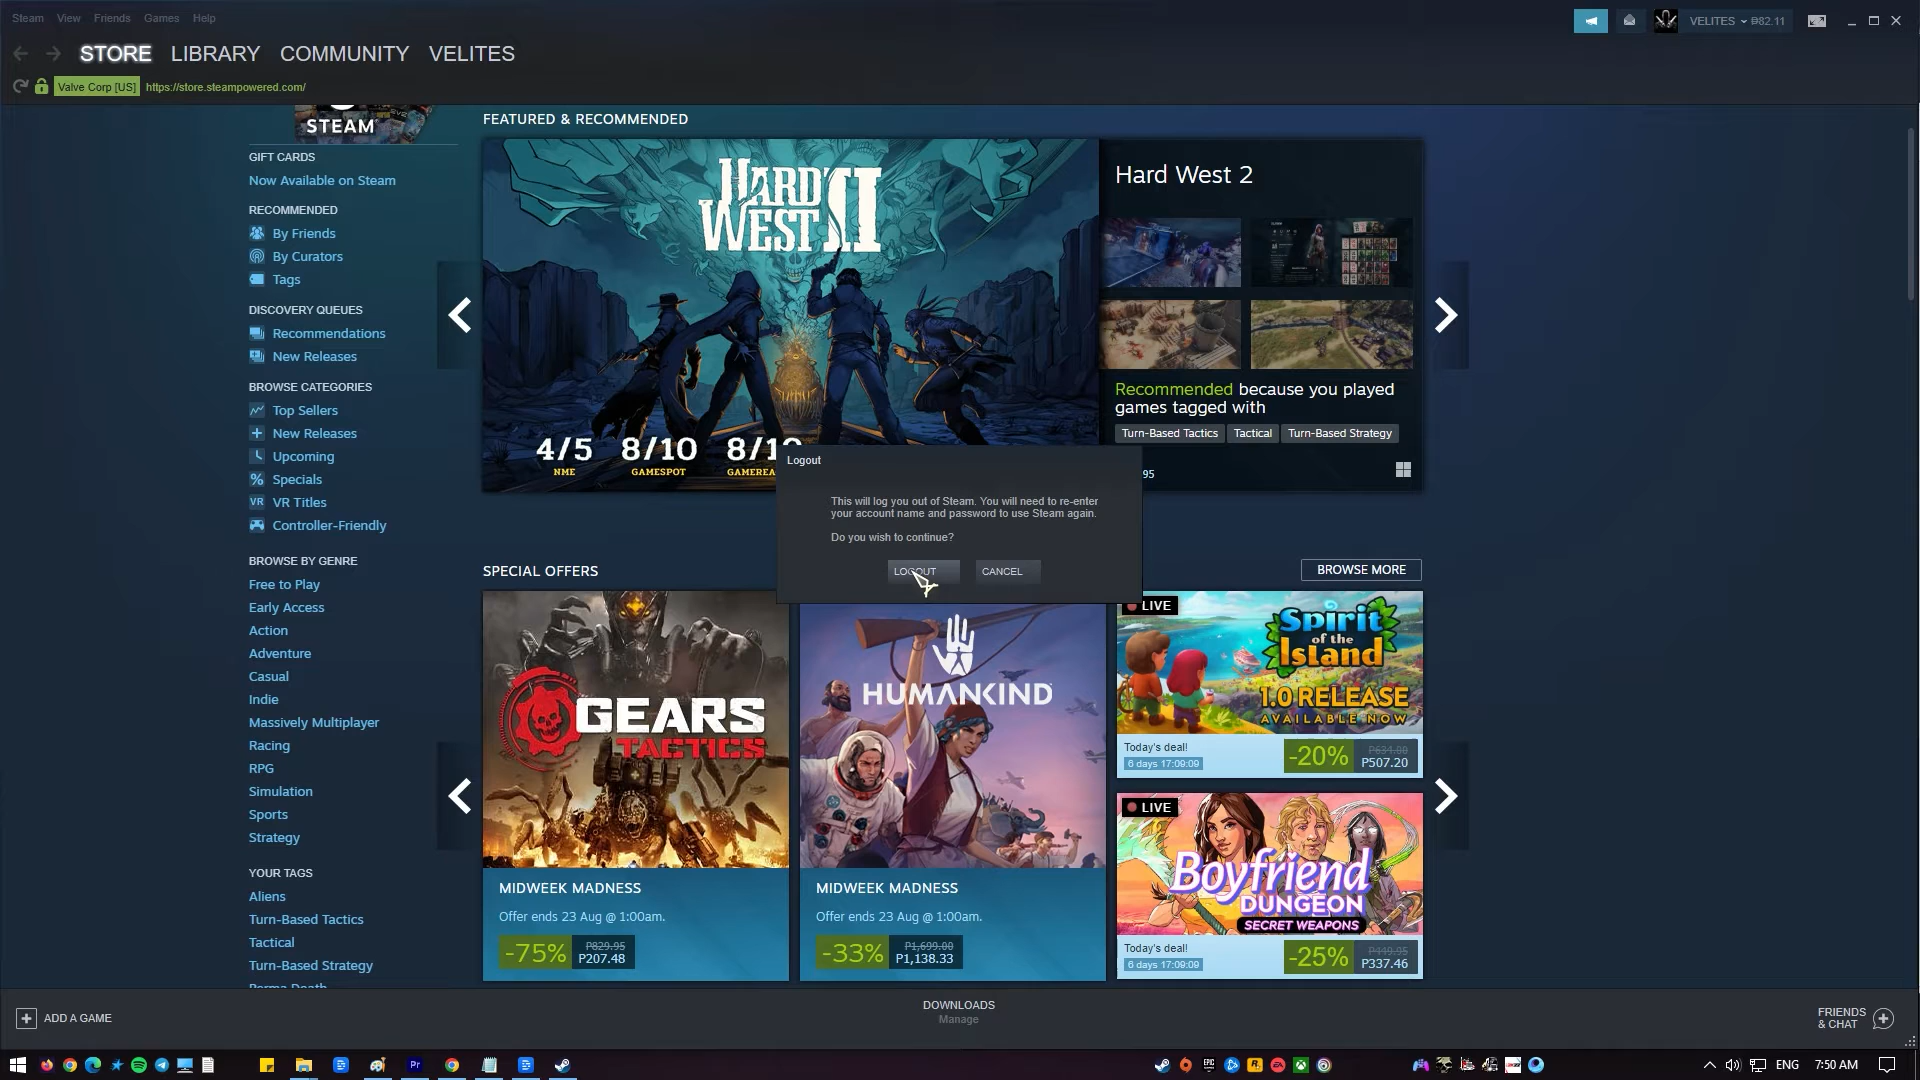 Steam View Friends Games Help
VELITES ₱82.11
STORE LIBRARY COMMUNITY VELITES
Valve Corp [US] https://store.steampowered.com/
STEAM
GIFT CARDS
Now Available on Steam
RECOMMENDED
By Friends
By Curators
Tags
DISCOVERY QUEUES
Recommendations
New Releases
BROWSE CATEGORIES
Top Sellers
New Releases
Upcoming
Specials
VR VR Titles
Controller-Friendly
BROWSE BY GENRE
Free to Play
Early Access
Action
Adventure
Casual
Indie
Massively Multiplayer
Racing
RPG
Simulation
Sports
Strategy
YOUR TAGS
Aliens
Turn-Based Tactics
Tactical
Turn-Based Strategy
FEATURED & RECOMMENDED
HARD
WEST II
4/5 8/10
NME GAMESPOT
Hard West 2
Recommended because you played
games tagged with
Turn-Based Tactics Tactical Turn-Based Strategy
95
Logout
This will log you out of Steam. You will need to re-enter
your account name and password to use Steam again.
Do you wish to continue?
LOGOUT CANCEL
SPECIAL OFFERS
BROWSE MORE
GEARS
TACTICS
MIDWEEK MADNESS
Offer ends 23 Aug @ 1:00am.
-75% P829.95
P207.48
HUMANKIND
MIDWEEK MADNESS
Offer ends 23 Aug @ 1:00am.
-33% P1,699.00
P1,138.33
LIVE
Spirit
of the
Island
1.0 RELEASE
AVAILABLE NOW
Today's deal!
6 days 17:09:09
-20% P634.00
P507.20
LIVE
Boyfriend
DUNGEON
SECRET WEAPONS
Today's deal!
6 days 17:09:09
-25% P449.95
P337.46
ADD A GAME
DOWNLOADS
Manage
FRIENDS
& CHAT
Pr
EPIC
EA
ENG 7:50 AM